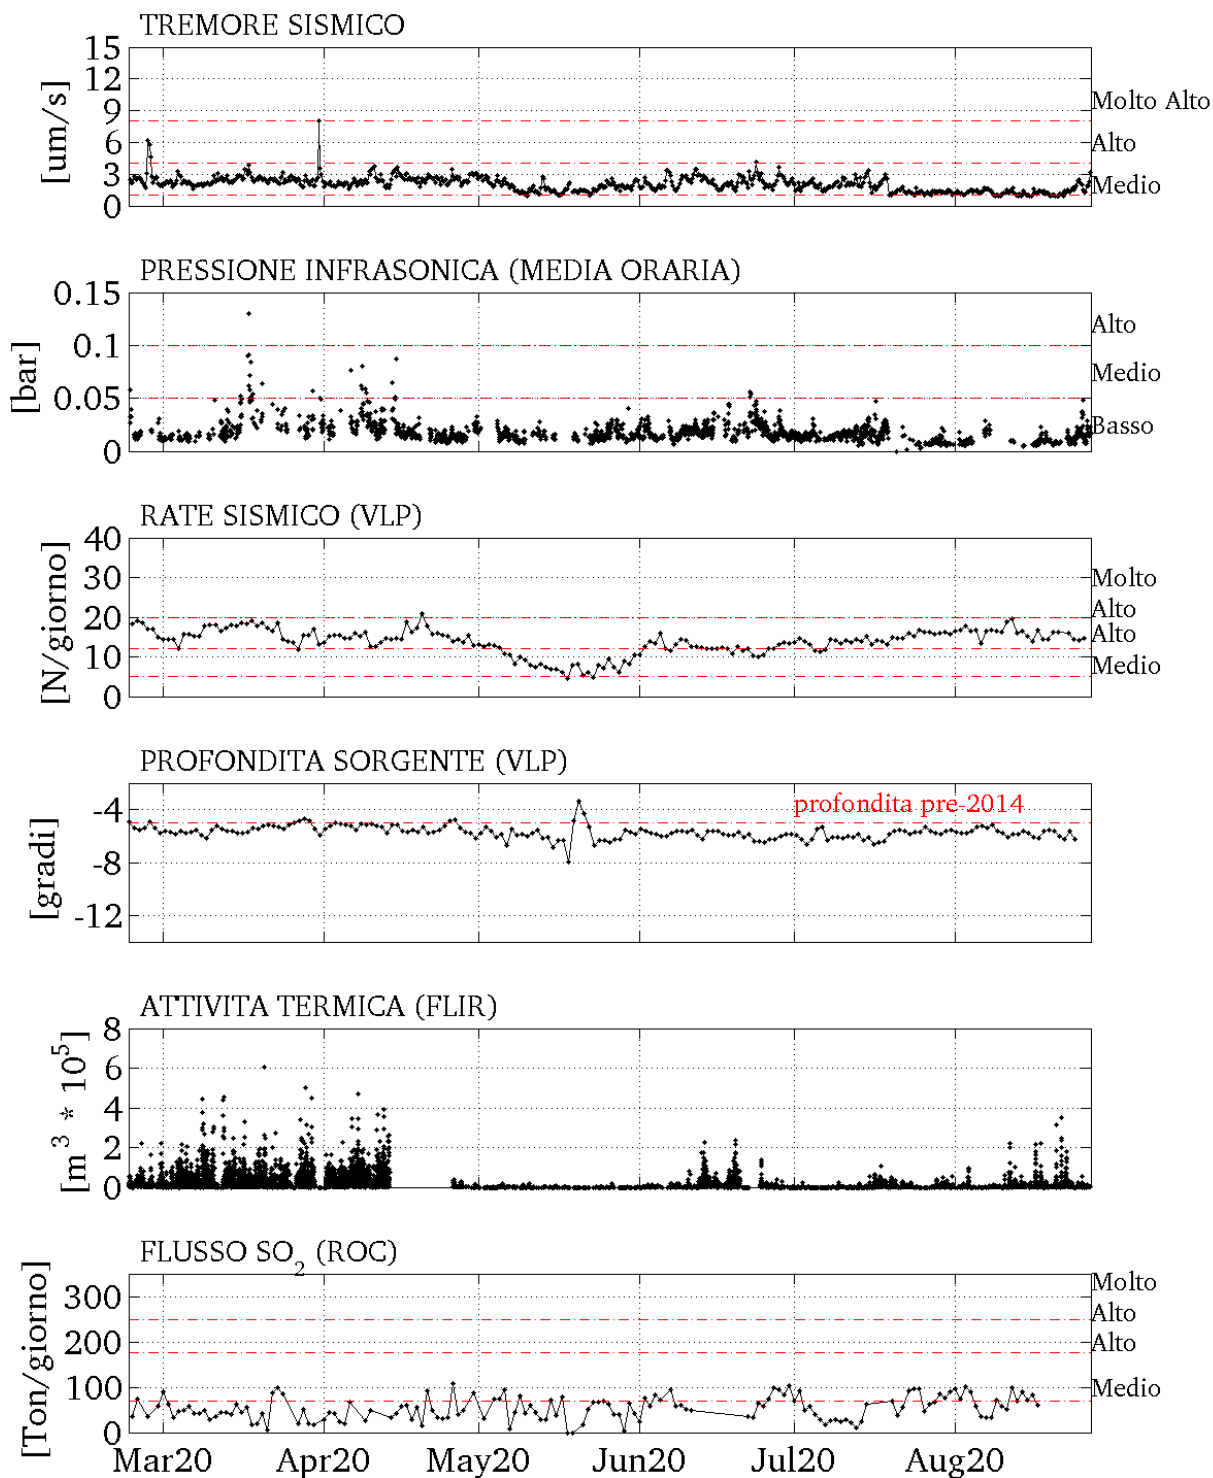 TREMORE SISMICO
[um/s]
15
12
9
6
3
0
Molto Alto
Alto
Medio
PRESSIONE INFRASONICA (MEDIA ORARIA)
[bar]
0.15
0.1
0.05
0
Alto
Medio
Basso
RATE SISMICO (VLP)
[N/giorno]
40
30
20
10
0
Molto
Alto
Alto
Medio
PROFONDITA SORGENTE (VLP)
[gradi]
-4
-8
-12
profondita pre-2014
ATTIVITA TERMICA (FLIR)
[m³ * 10⁵]
8
6
4
2
0
FLUSSO SO₂ (ROC)
[Ton/giorno]
300
200
100
0
Molto
Alto
Alto
Medio
Mar20 Apr20 May20 Jun20 Jul20 Aug20